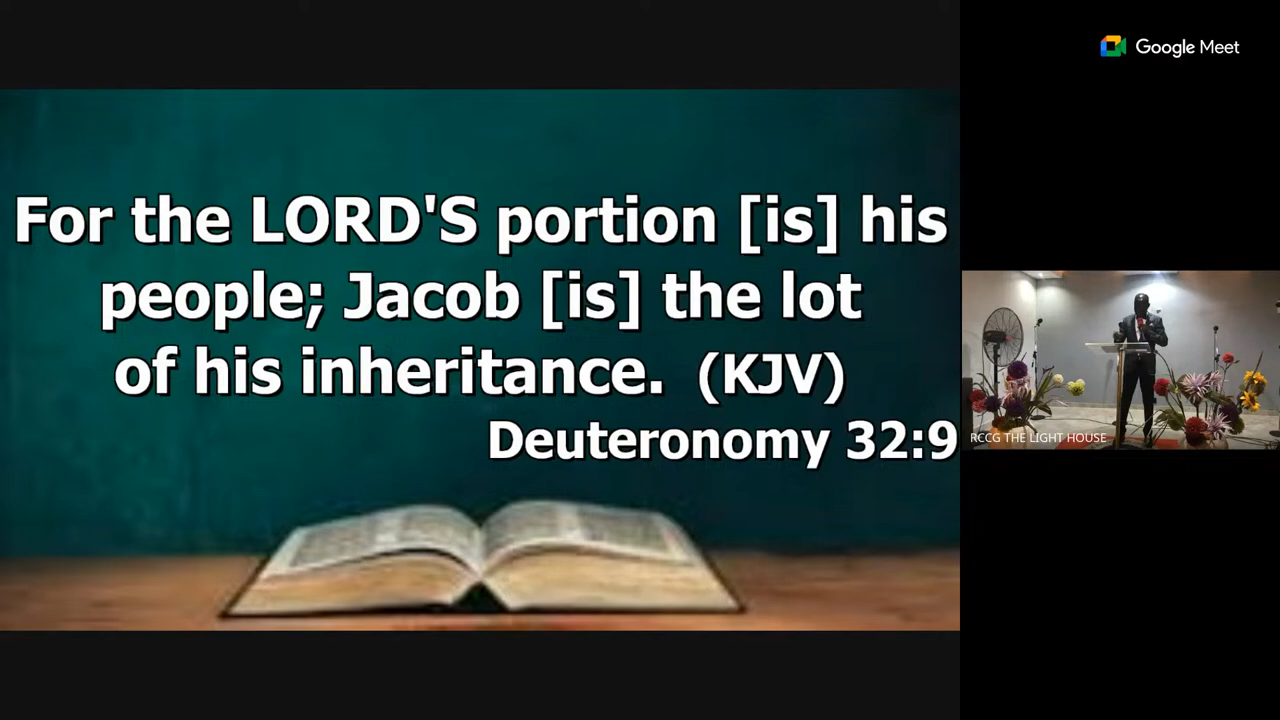 For the LORD'S portion [is] his
people; Jacob [is] the lot
of his inheritance. (KJV)
Deuteronomy 32:9
Google Meet
RCCG THE LIGHT HOUSE